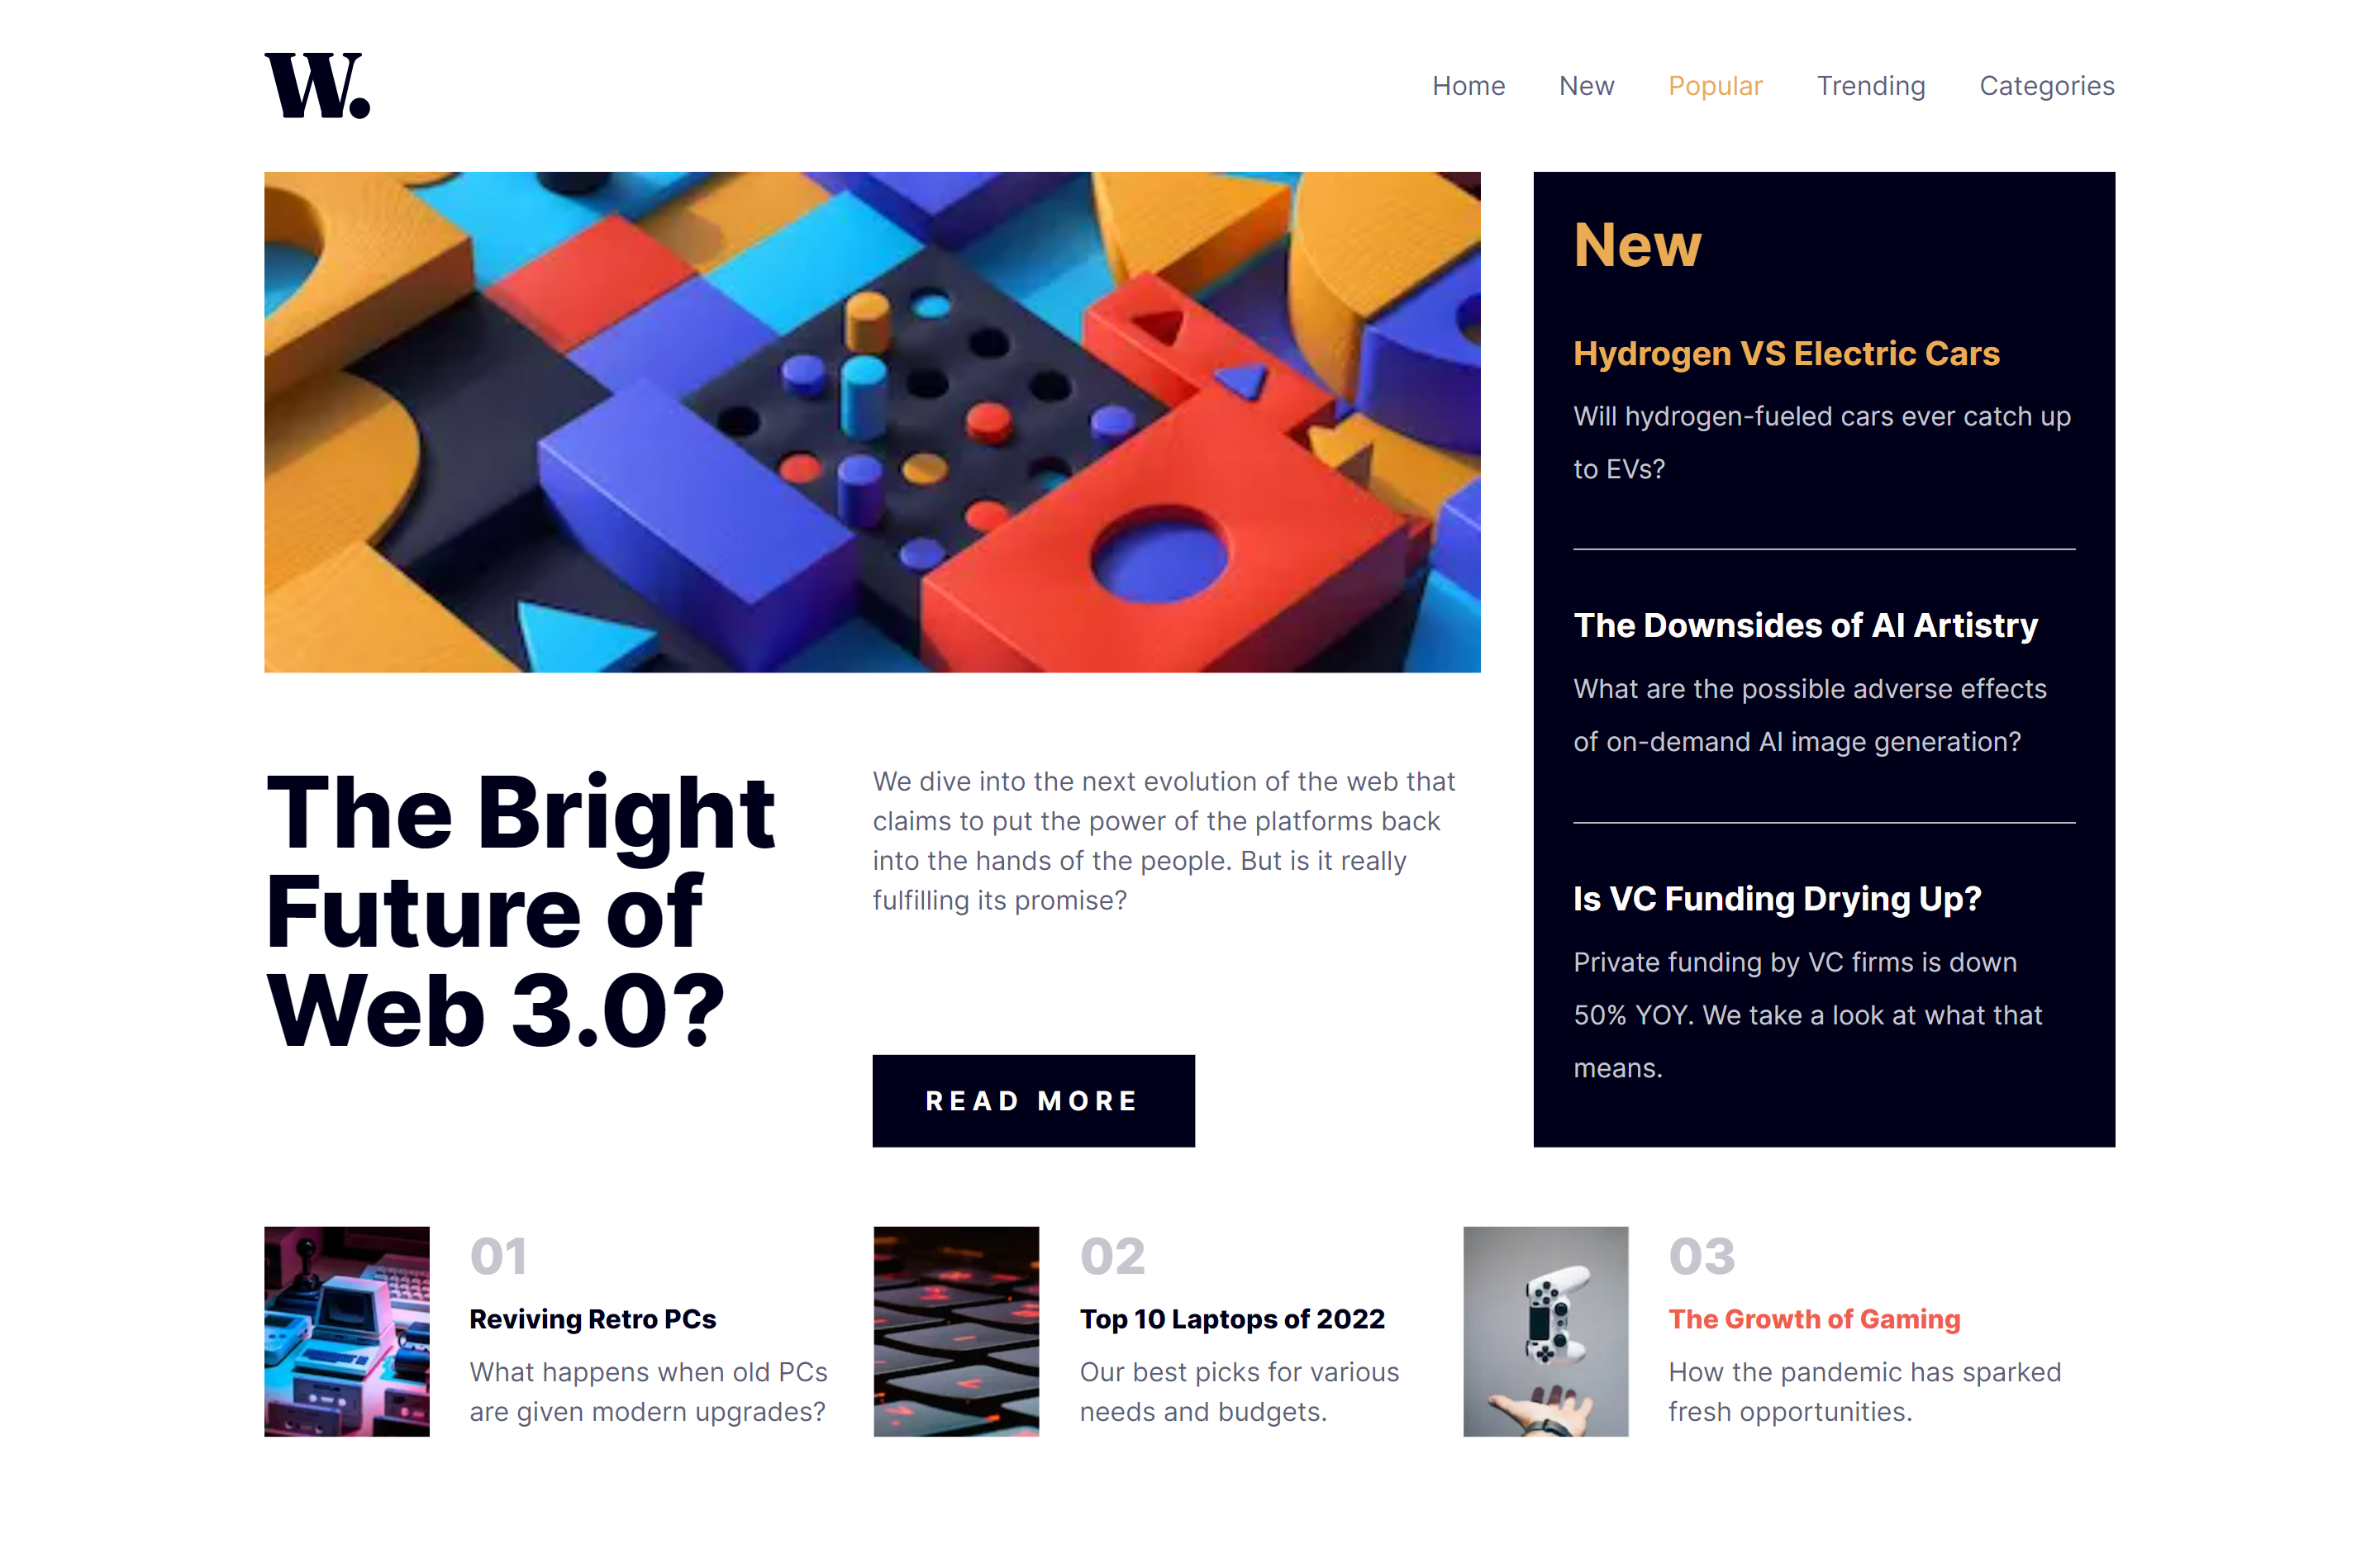 W.
Home New Popular Trending Categories
The Bright
Future of
Web 3.0?
We dive into the next evolution of the web that
claims to put the power of the platforms back
into the hands of the people. But is it really
fulfilling its promise?
READ MORE
New
Hydrogen VS Electric Cars
Will hydrogen-fueled cars ever catch up
to EVs?
The Downsides of AI Artistry
What are the possible adverse effects
of on-demand AI image generation?
Is VC Funding Drying Up?
Private funding by VC firms is down
50% YOY. We take a look at what that
means.
01
Reviving Retro PCs
What happens when old PCs
are given modern upgrades?
02
Top 10 Laptops of 2022
Our best picks for various
needs and budgets.
03
The Growth of Gaming
How the pandemic has sparked
fresh opportunities.